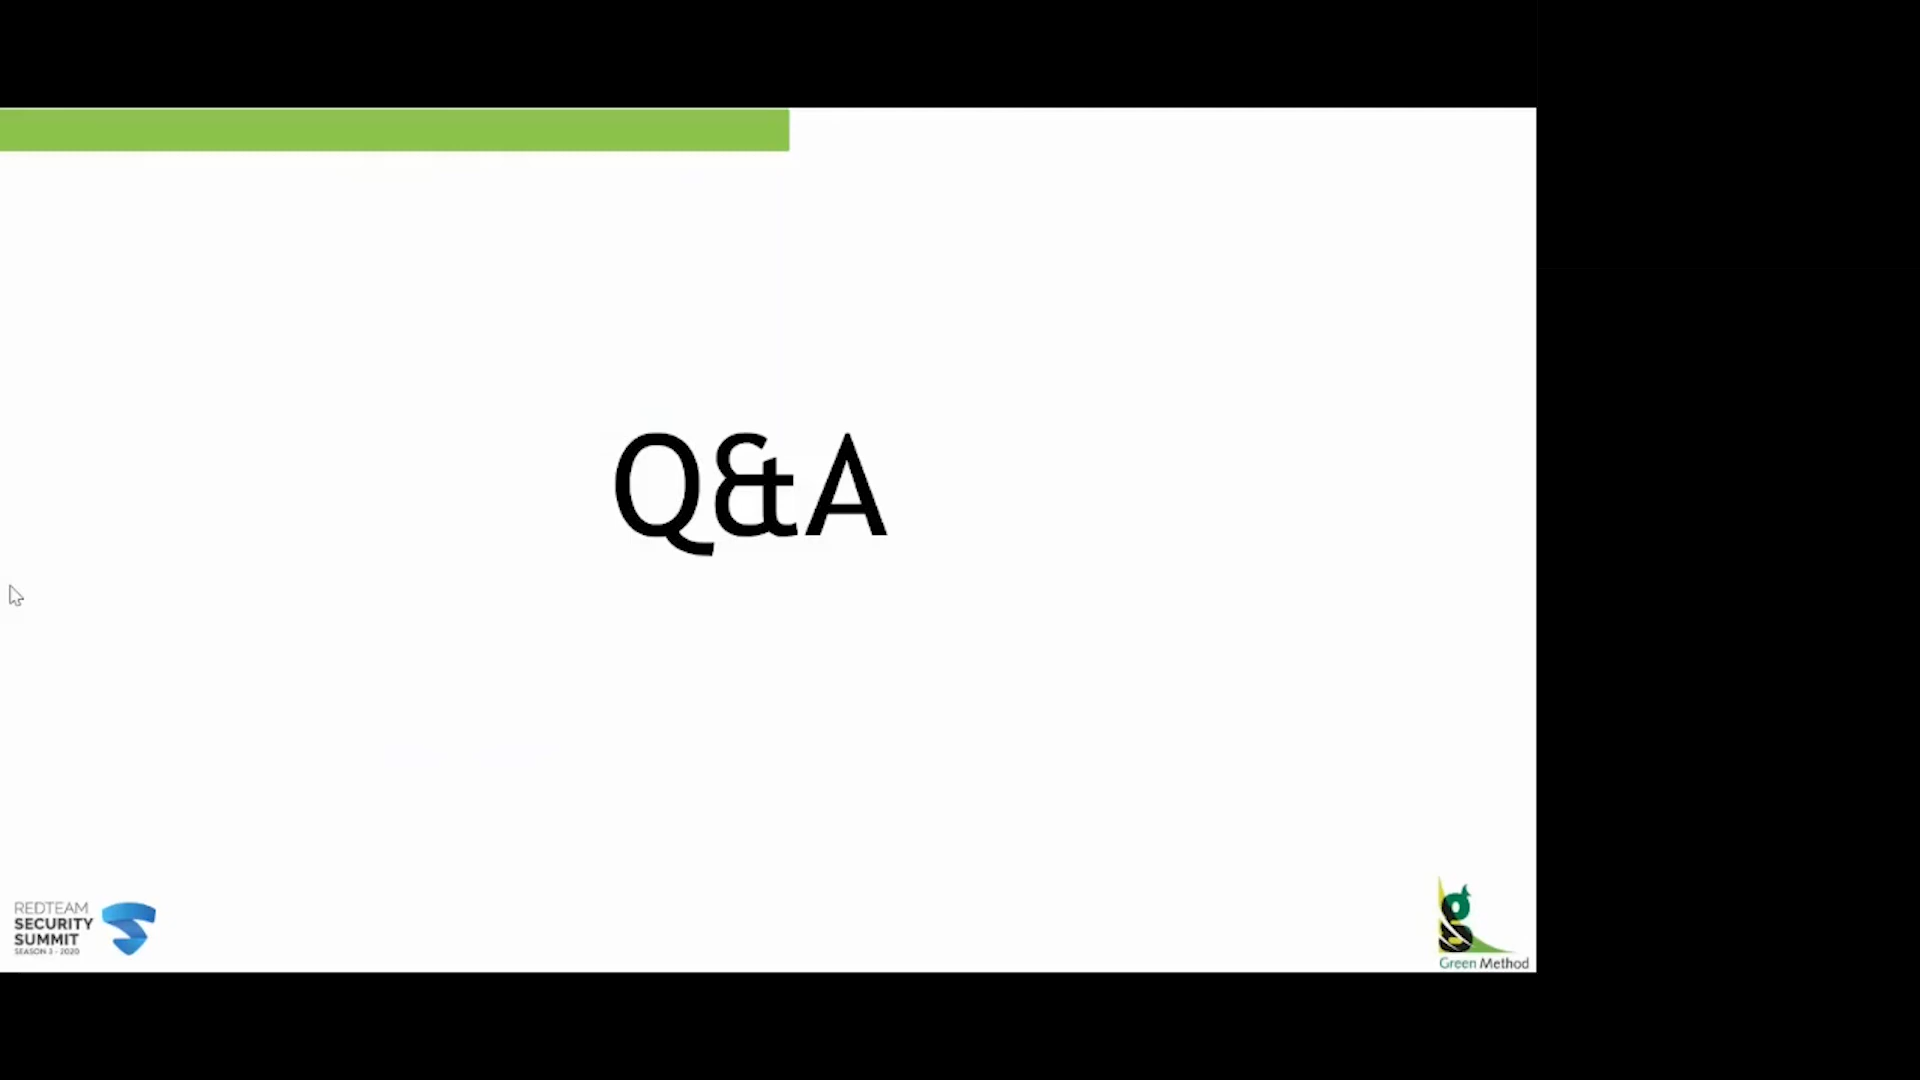 Q&A
REDTEAM
SECURITY
SUMMIT
SEASON 3 - 2020
g
Green Method